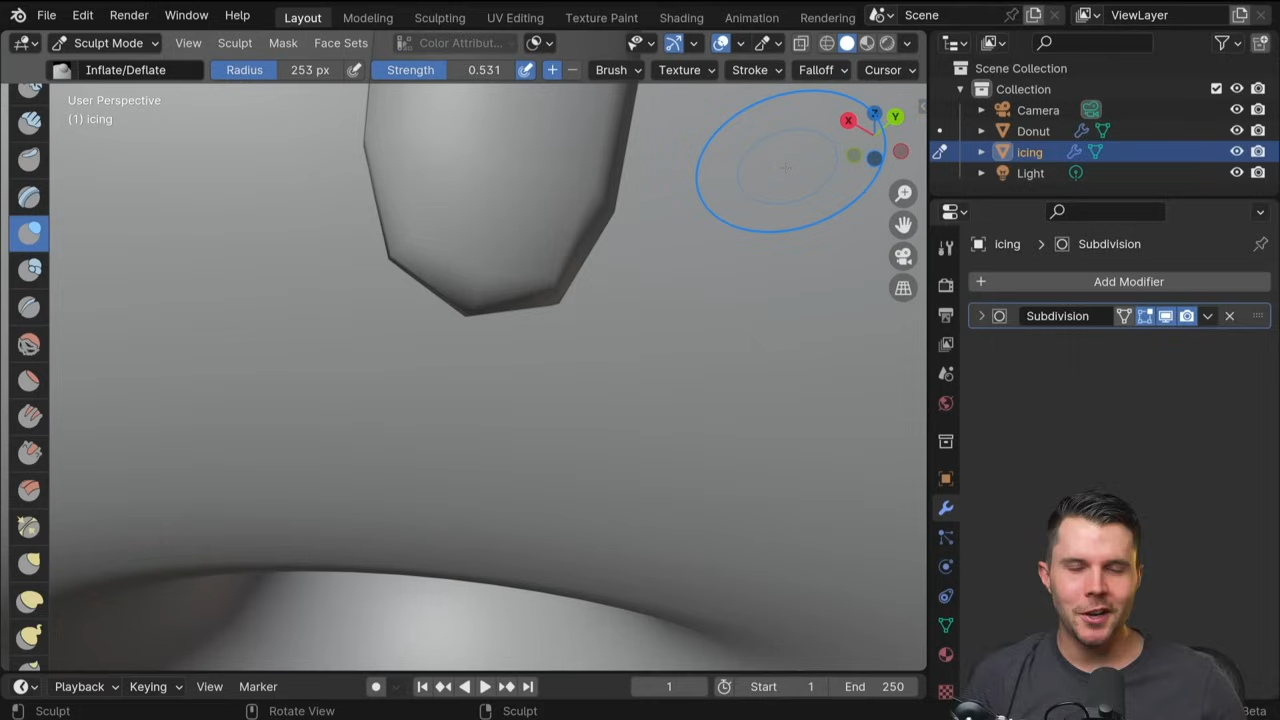 File Edit Render Window Help Layout Modeling Sculpting UV Editing Texture Paint Shading Animation Rendering Scene ViewLayer
Sculpt Mode View Sculpt Mask Face Sets Color Attribut...
Inflate/Deflate Radius 253 px Strength 0.531 Brush Texture Stroke Falloff Cursor
User Perspective
(1) icing
X Z Y
Scene Collection
Collection
Camera
Donut
icing
Light
icing > Subdivision
+ Add Modifier
Subdivision
Playback Keying View Marker 1 Start 1 End 250
Sculpt Rotate View Sculpt Beta